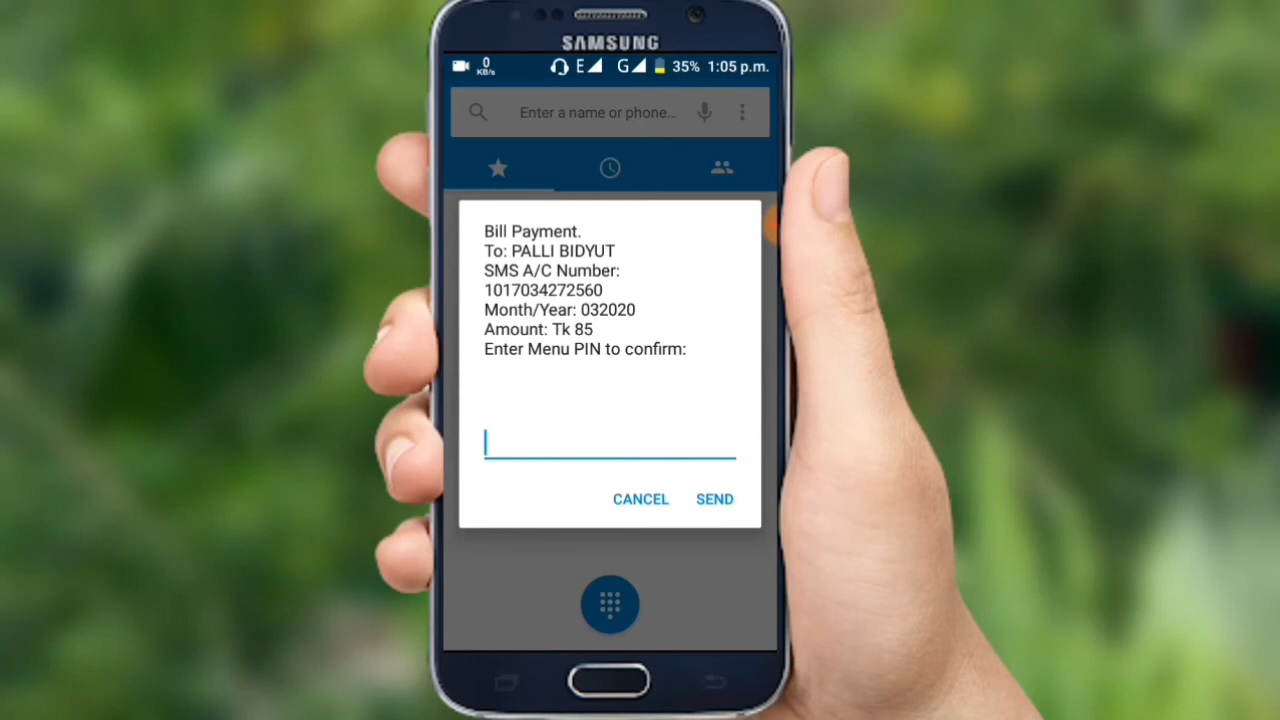 SAMSUNG
0
KB/s
E
G
35%
1:05 p.m.
Enter a name or phone...
Bill Payment.
To: PALLI BIDYUT
SMS A/C Number:
1017034272560
Month/Year: 032020
Amount: Tk 85
Enter Menu PIN to confirm:
CANCEL
SEND